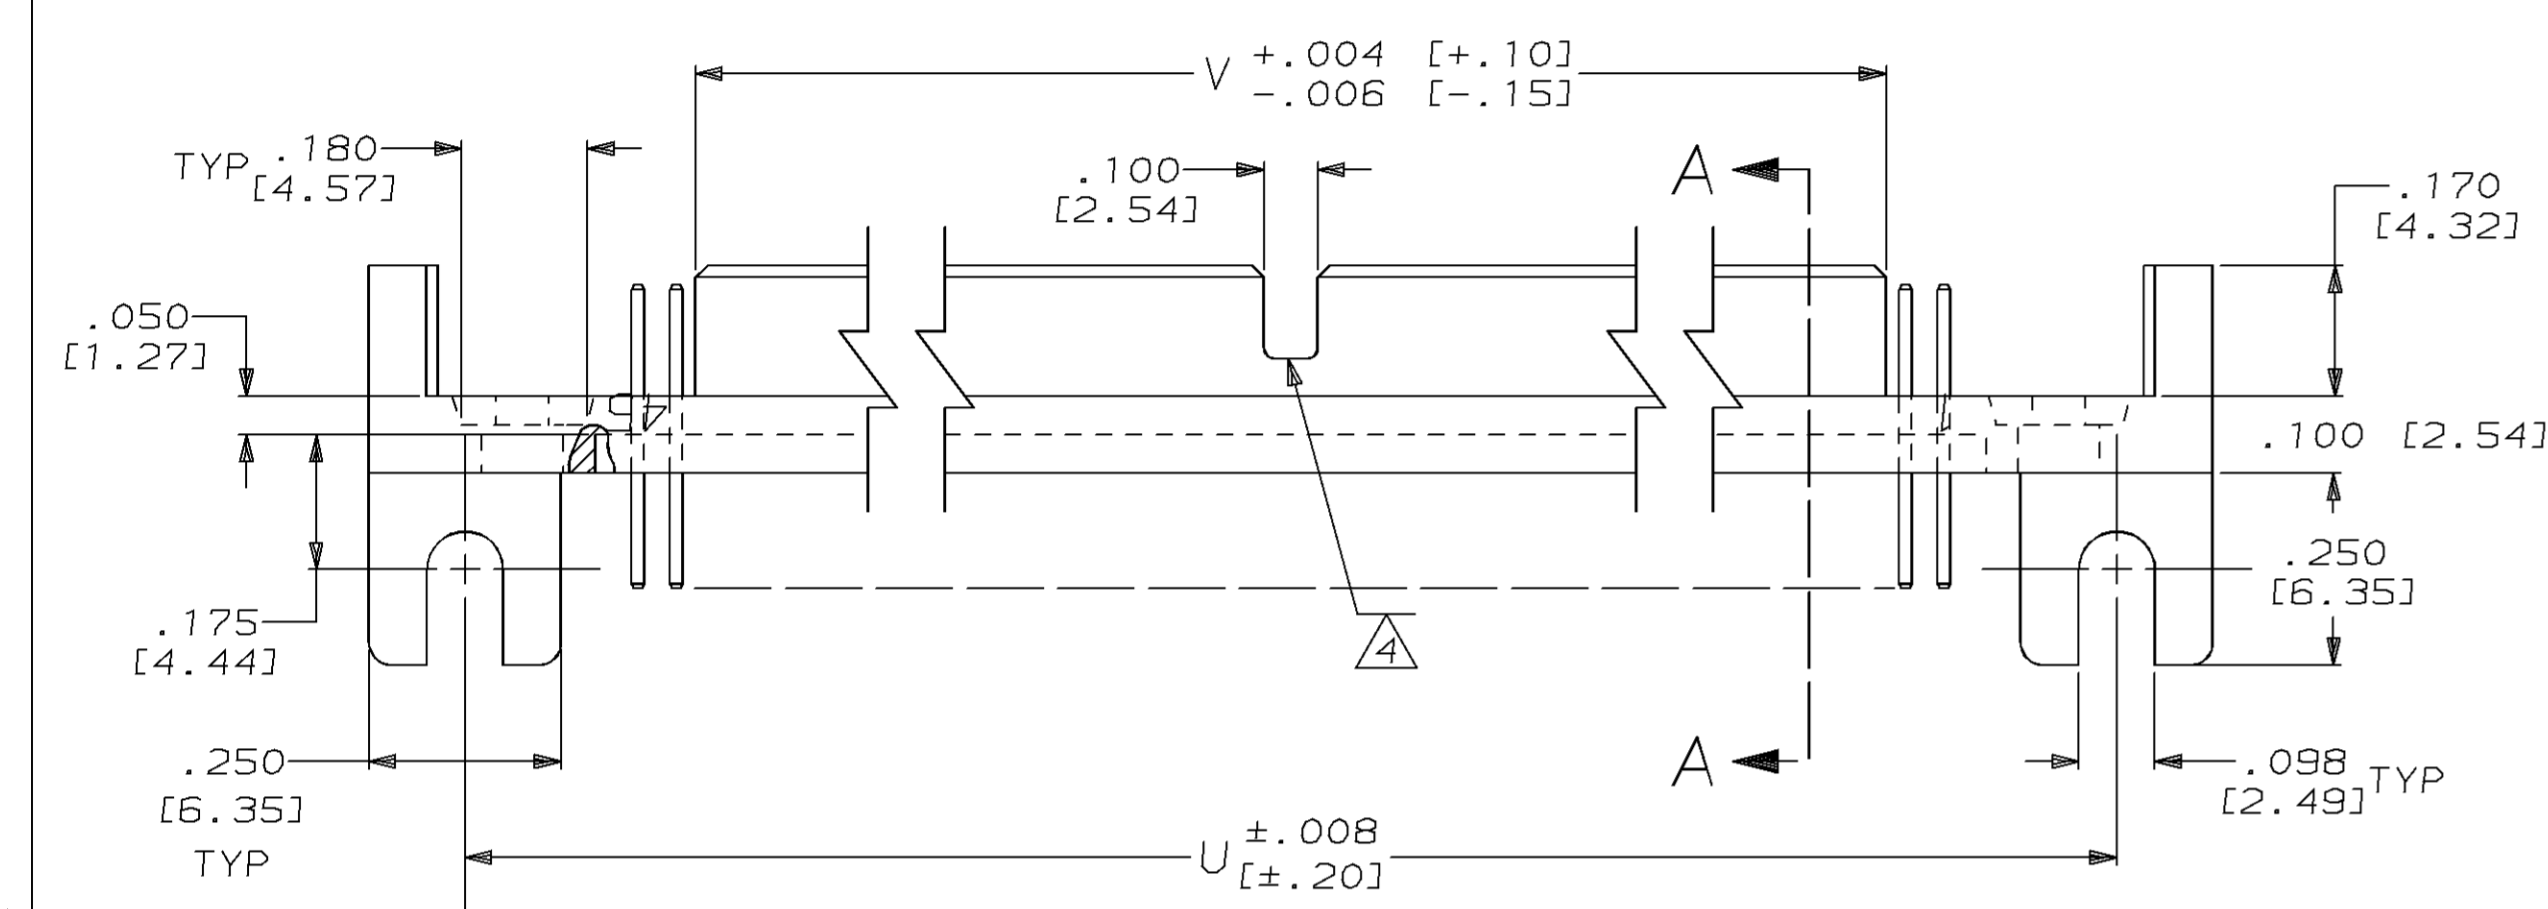 V +.004 [+.10]
-.006 [-.15]
TYP .180
[4.57]
.100
[2.54]
A
.170
[4.32]
.050
[1.27]
.100 [2.54]
.250
[6.35]
.175
[4.44]
4
.250
[6.35]
TYP
A
.098 TYP
[2.49]
U ±.008
[±.20]